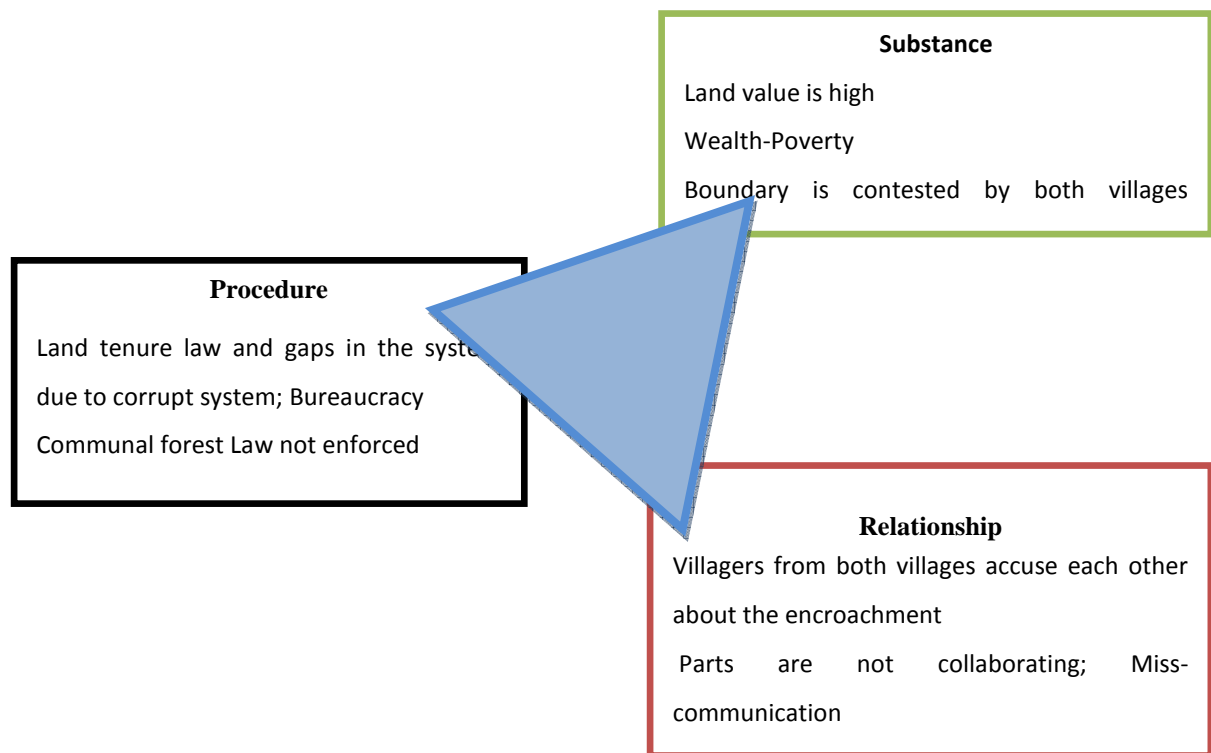 Substance
Land value is high
Wealth-Poverty
Boundary is contested by both villages
Procedure
Land tenure law and gaps in the system
due to corrupt system; Bureaucracy
Communal forest Law not enforced
Relationship
Villagers from both villages accuse each other
about the encroachment
Parts are not collaborating; Miss-
communication